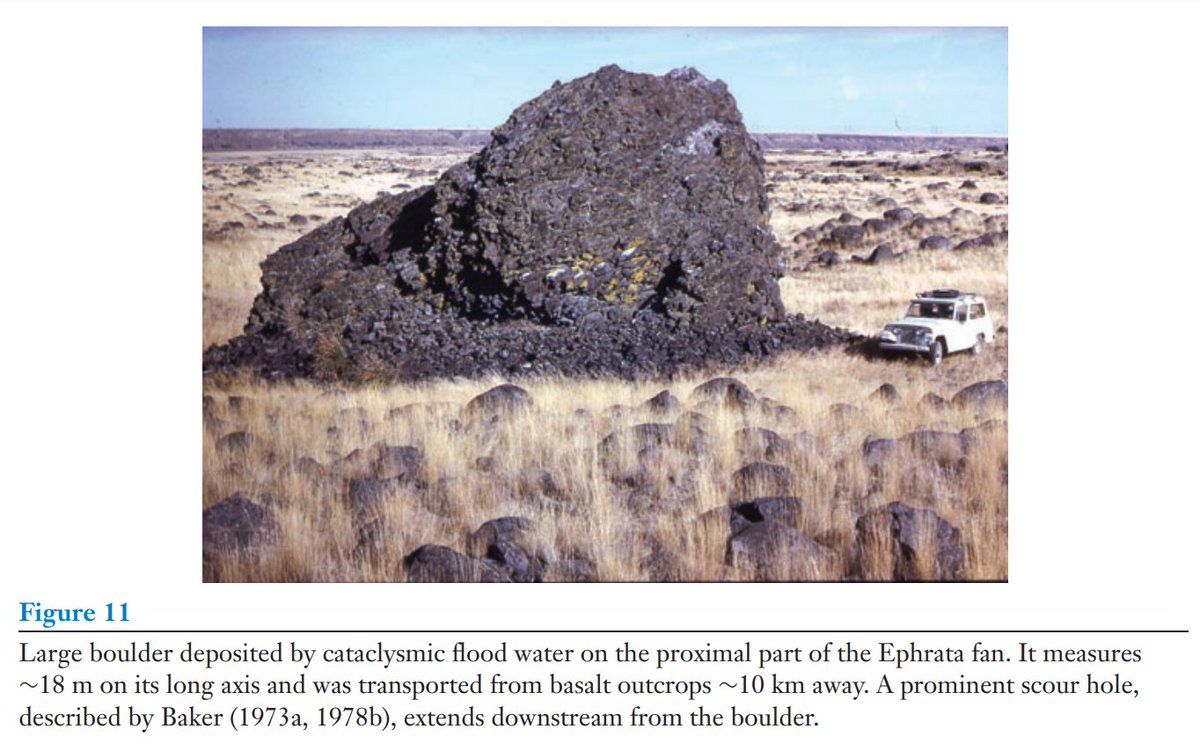 Figure 11
Large boulder deposited by cataclysmic flood water on the proximal part of the Ephrata fan. It measures
~18 m on its long axis and was transported from basalt outcrops ~10 km away. A prominent scour hole,
described by Baker (1973a, 1978b), extends downstream from the boulder.